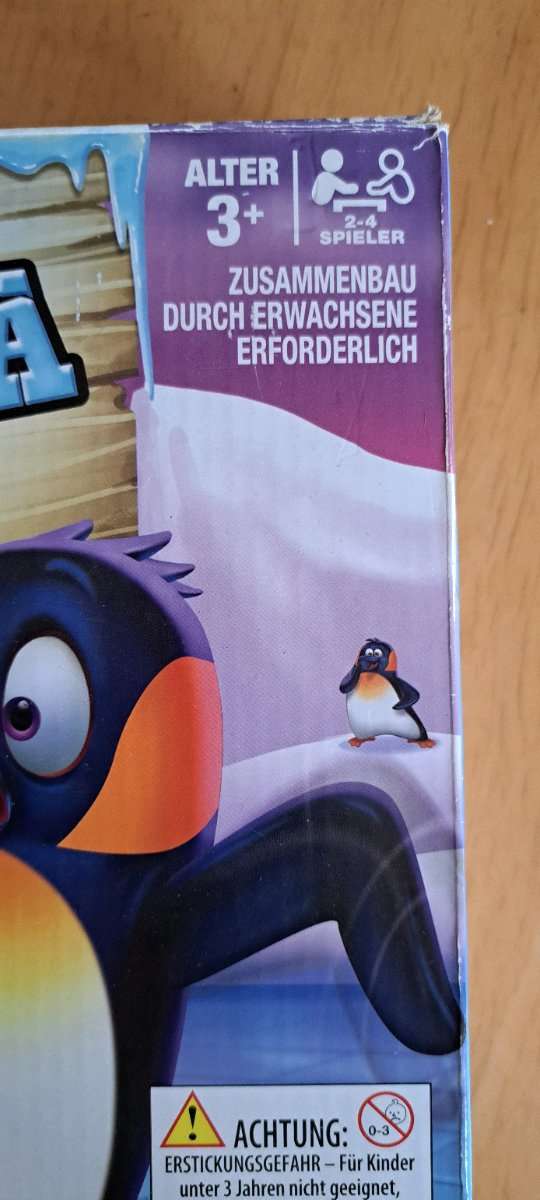 ALTER
3+
2-4
SPIELER
ZUSAMMENBAU
DURCH ERWACHSENE
ERFORDERLICH
A
ACHTUNG:
0-3
ERSTICKUNGSGEFAHR – Für Kinder
unter 3 Jahren nicht geeignet,